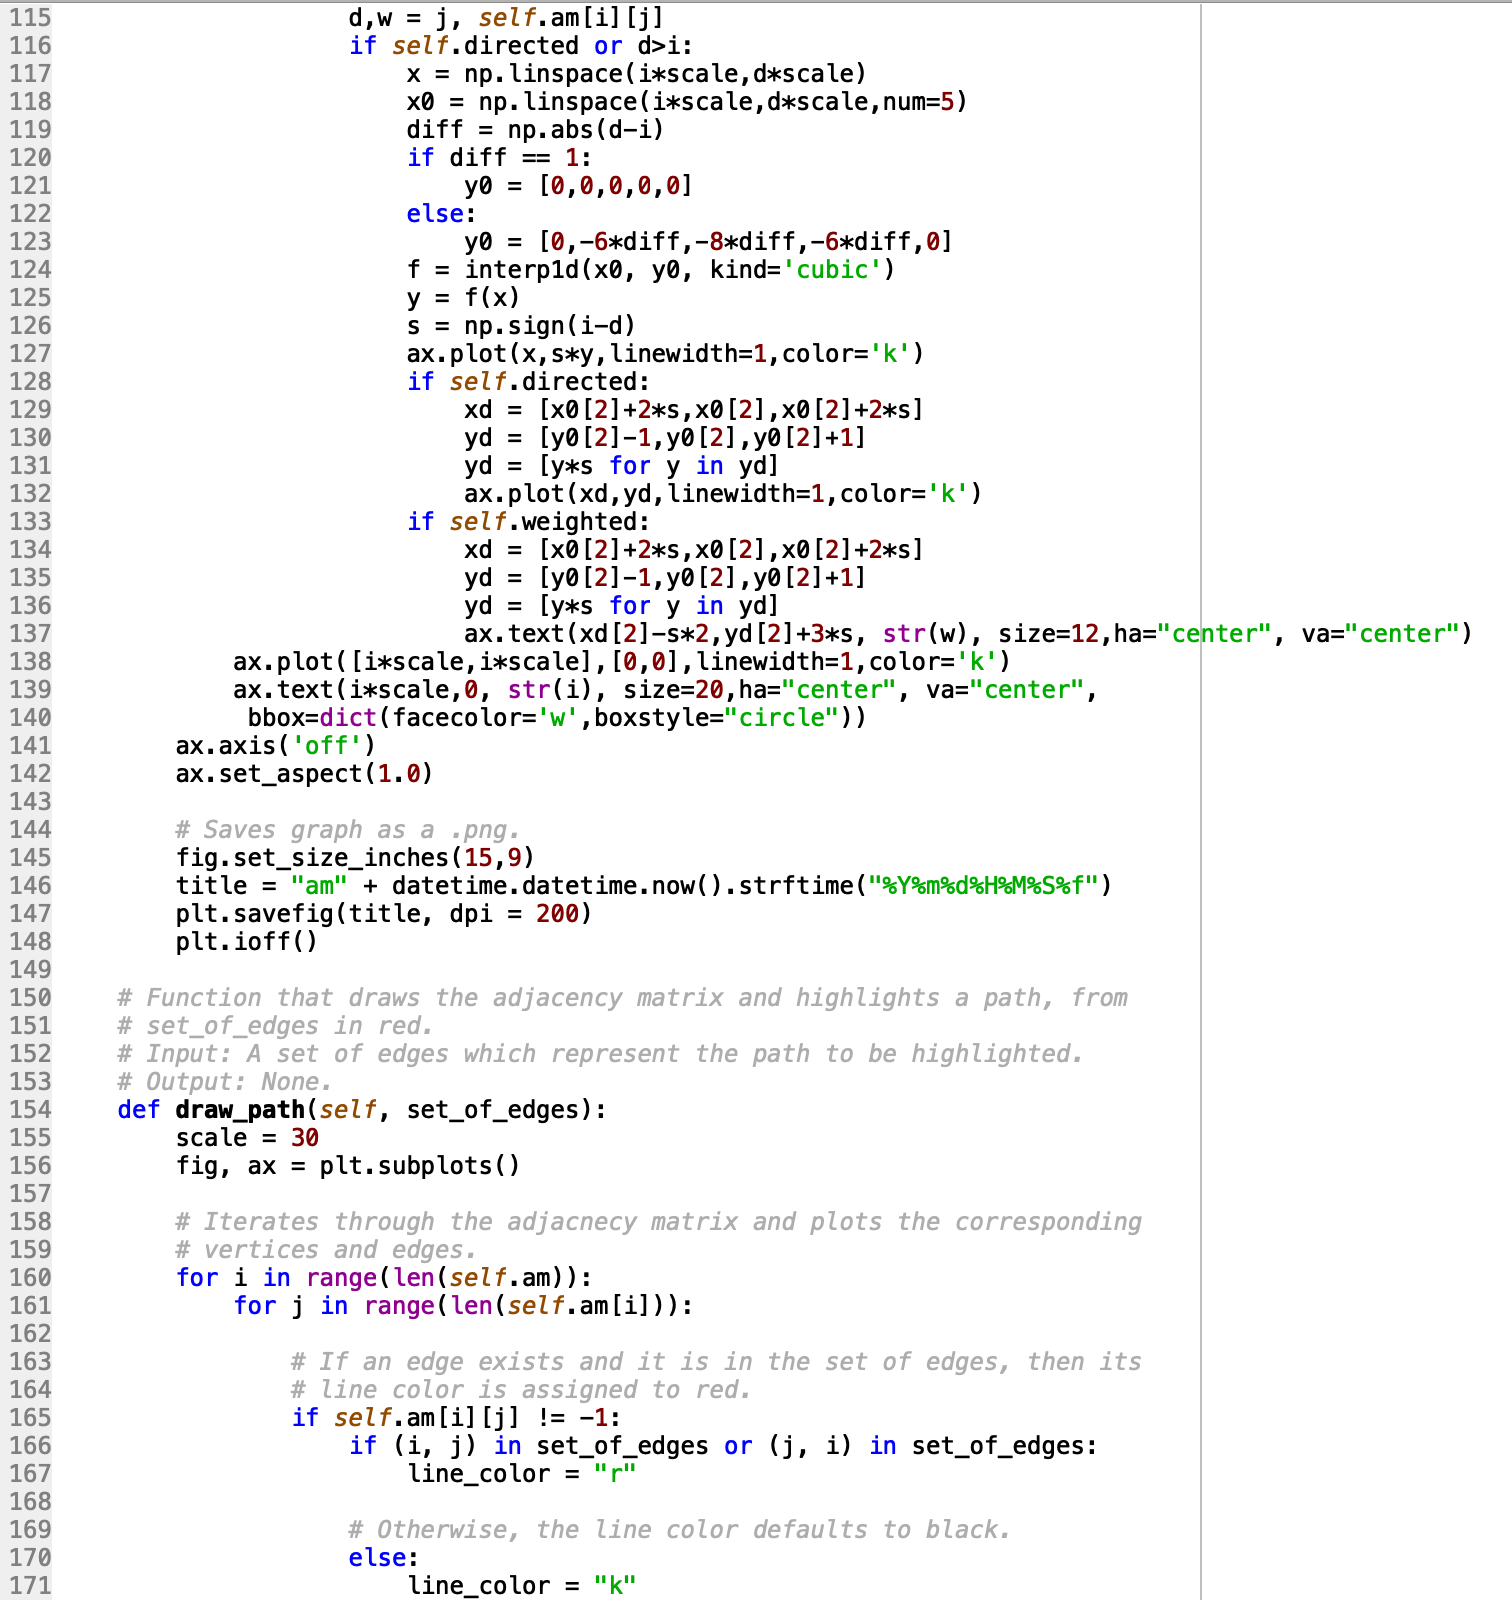 115                     d,w = j, self.am[i][j]
116                     if self.directed or d>i:
117                         x = np.linspace(i*scale,d*scale)
118                         x0 = np.linspace(i*scale,d*scale,num=5)
119                         diff = np.abs(d-i)
120                         if diff == 1:
121                             y0 = [0,0,0,0,0]
122                         else:
123                             y0 = [0,-6*diff,-8*diff,-6*diff,0]
124                         f = interp1d(x0, y0, kind='cubic')
125                         y = f(x)
126                         s = np.sign(i-d)
127                         ax.plot(x,s*y,linewidth=1,color='k')
128                         if self.directed:
129                             xd = [x0[2]+2*s,x0[2],x0[2]+2*s]
130                             yd = [y0[2]-1,y0[2],y0[2]+1]
131                             yd = [y*s for y in yd]
132                             ax.plot(xd,yd,linewidth=1,color='k')
133                         if self.weighted:
134                             xd = [x0[2]+2*s,x0[2],x0[2]+2*s]
135                             yd = [y0[2]-1,y0[2],y0[2]+1]
136                             yd = [y*s for y in yd]
137                             ax.text(xd[2]-s*2,yd[2]+3*s, str(w), size=12,ha="center", va="center")
138             ax.plot([i*scale,i*scale],[0,0],linewidth=1,color='k')
139             ax.text(i*scale,0, str(i), size=20,ha="center", va="center",
140              bbox=dict(facecolor='w',boxstyle="circle"))
141         ax.axis('off')
142         ax.set_aspect(1.0)
143
144         # Saves graph as a .png.
145         fig.set_size_inches(15,9)
146         title = "am" + datetime.datetime.now().strftime("%Y%m%d%H%M%S%f")
147         plt.savefig(title, dpi = 200)
148         plt.ioff()
149
150     # Function that draws the adjacency matrix and highlights a path, from
151     # set_of_edges in red.
152     # Input: A set of edges which represent the path to be highlighted.
153     # Output: None.
154     def draw_path(self, set_of_edges):
155         scale = 30
156         fig, ax = plt.subplots()
157
158         # Iterates through the adjacnecy matrix and plots the corresponding
159         # vertices and edges.
160         for i in range(len(self.am)):
161             for j in range(len(self.am[i])):
162
163                 # If an edge exists and it is in the set of edges, then its
164                 # line color is assigned to red.
165                 if self.am[i][j] != -1:
166                     if (i, j) in set_of_edges or (j, i) in set_of_edges:
167                         line_color = "r"
168
169                     # Otherwise, the line color defaults to black.
170                     else:
171                         line_color = "k"